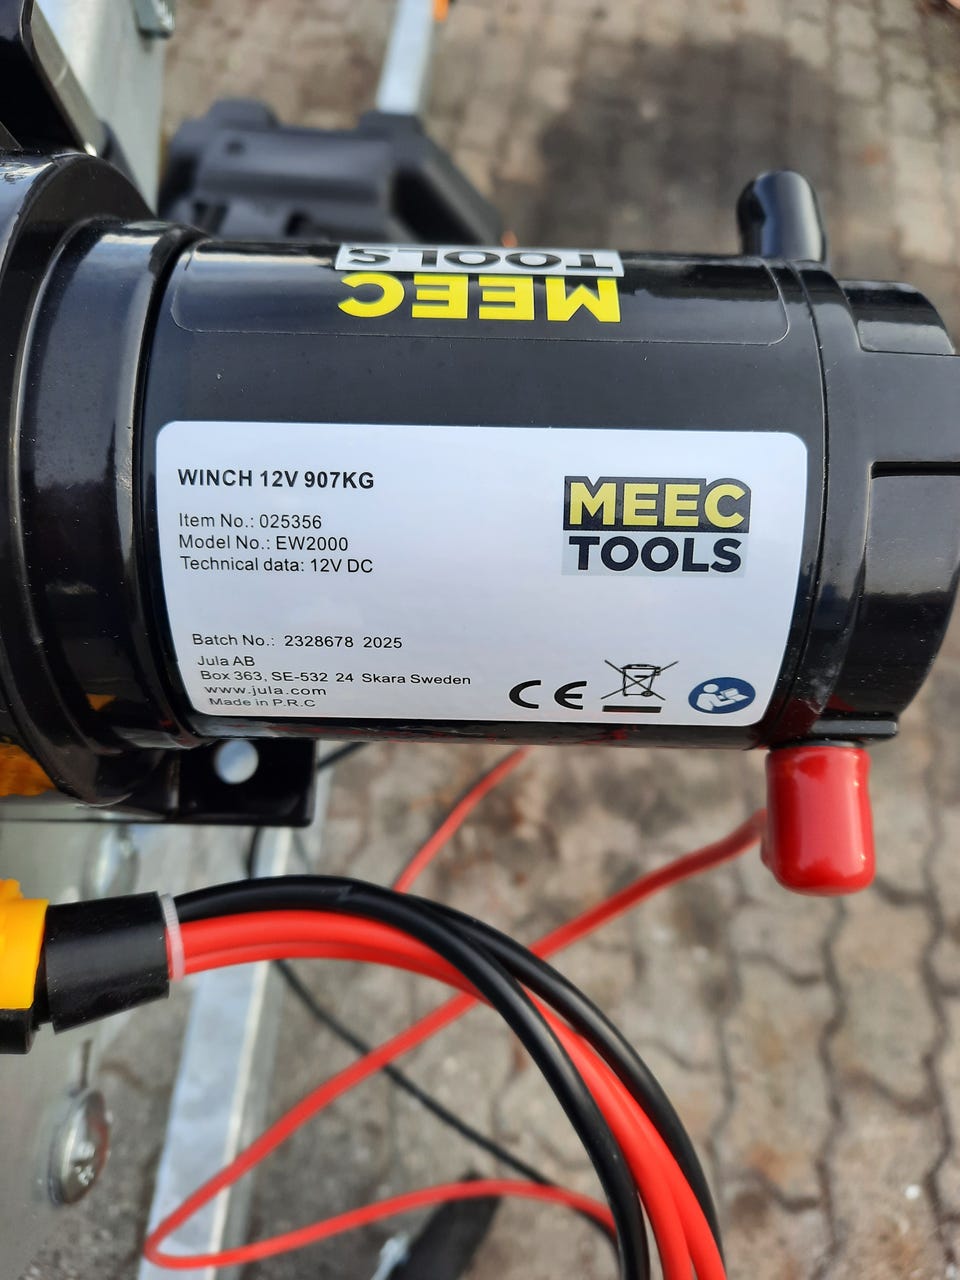 MEEC
TOOLS
WINCH 12V 907KG
Item No.: 025356
Model No.: EW2000
Technical data: 12V DC
MEEC
TOOLS
Batch No.: 2328678 2025
Jula AB
Box 363, SE-532 24 Skara Sweden
www.jula.com
Made in P.R.C
CE